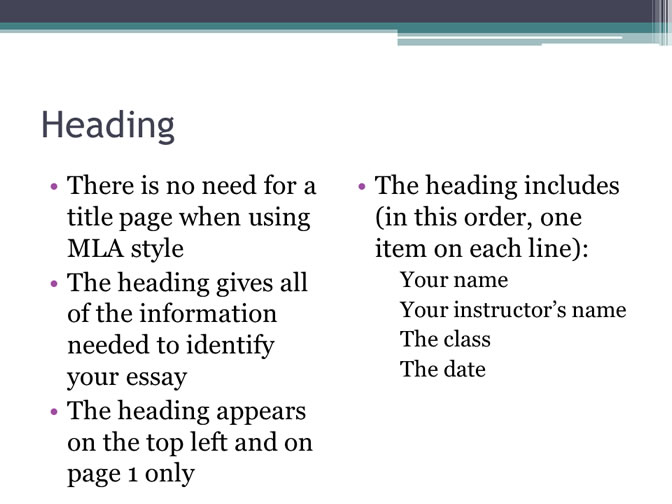 Heading
• There is no need for a
title page when using
MLA style
• The heading gives all
of the information
needed to identify
your essay
• The heading appears
on the top left and on
page 1 only
• The heading includes
(in this order, one
item on each line):
Your name
Your instructor’s name
The class
The date